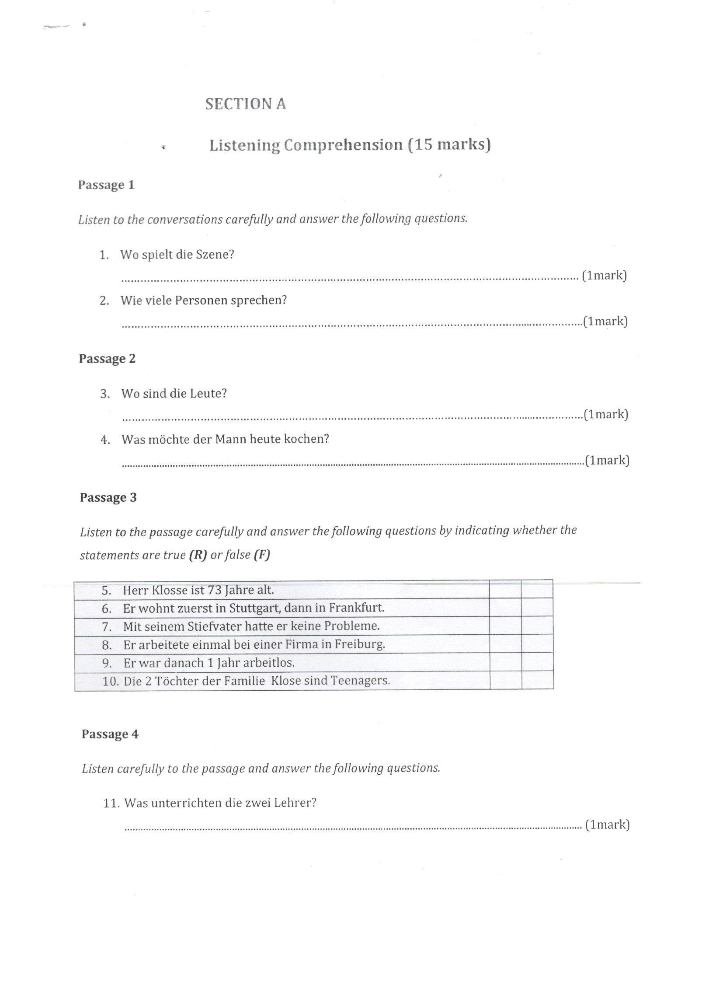 SECTION A
Listening Comprehension (15 marks)
Passage 1
Listen to the conversations carefully and answer the following questions.
1. Wo spielt die Szene?
........................................................................................................ (1mark)
2. Wie viele Personen sprechen?
........................................................................................................(1mark)
Passage 2
3. Wo sind die Leute?
........................................................................................................(1mark)
4. Was möchte der Mann heute kochen?
........................................................................................................(1mark)
Passage 3
Listen to the passage carefully and answer the following questions by indicating whether the
statements are true (R) or false (F)
5. Herr Klosse ist 73 Jahre alt.
6. Er wohnt zuerst in Stuttgart, dann in Frankfurt.
7. Mit seinem Stiefvater hatte er keine Probleme.
8. Er arbeitete einmal bei einer Firma in Freiburg.
9. Er war danach 1 Jahr arbeitlos.
10. Die 2 Töchter der Familie Klose sind Teenagers.
Passage 4
Listen carefully to the passage and answer the following questions.
11. Was unterrichten die zwei Lehrer?
........................................................................................................ (1mark)